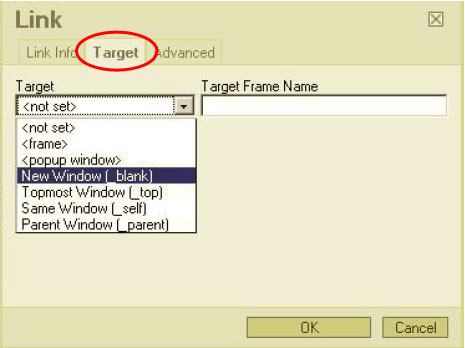 Link
Link Info Target Advanced
Target Target Frame Name
<not set>
<not set>
<frame>
<popup window>
New Window (_blank)
Topmost Window (_top)
Same Window (_self)
Parent Window (_parent)
OK Cancel